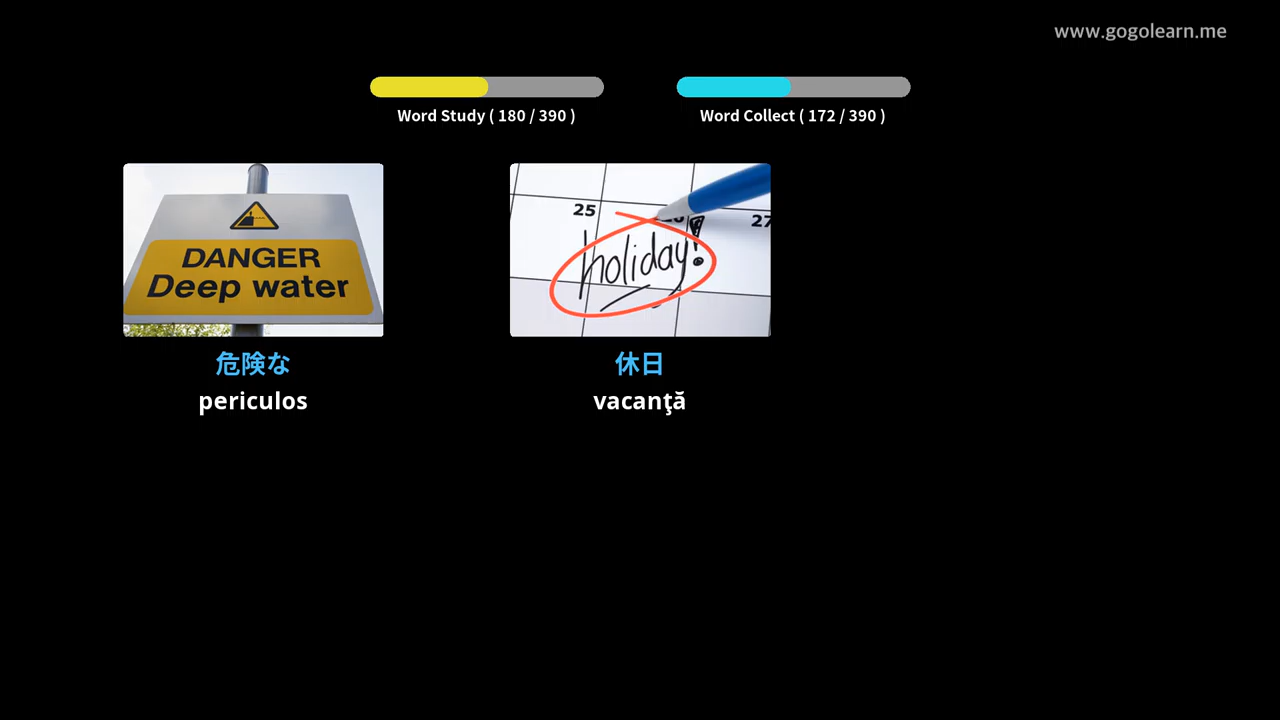 www.gogolearn.me
Word Study ( 180 / 390 )
Word Collect ( 172 / 390 )
DANGER
Deep water
25
27
holiday!
危険な
休日
periculos
vacanţă